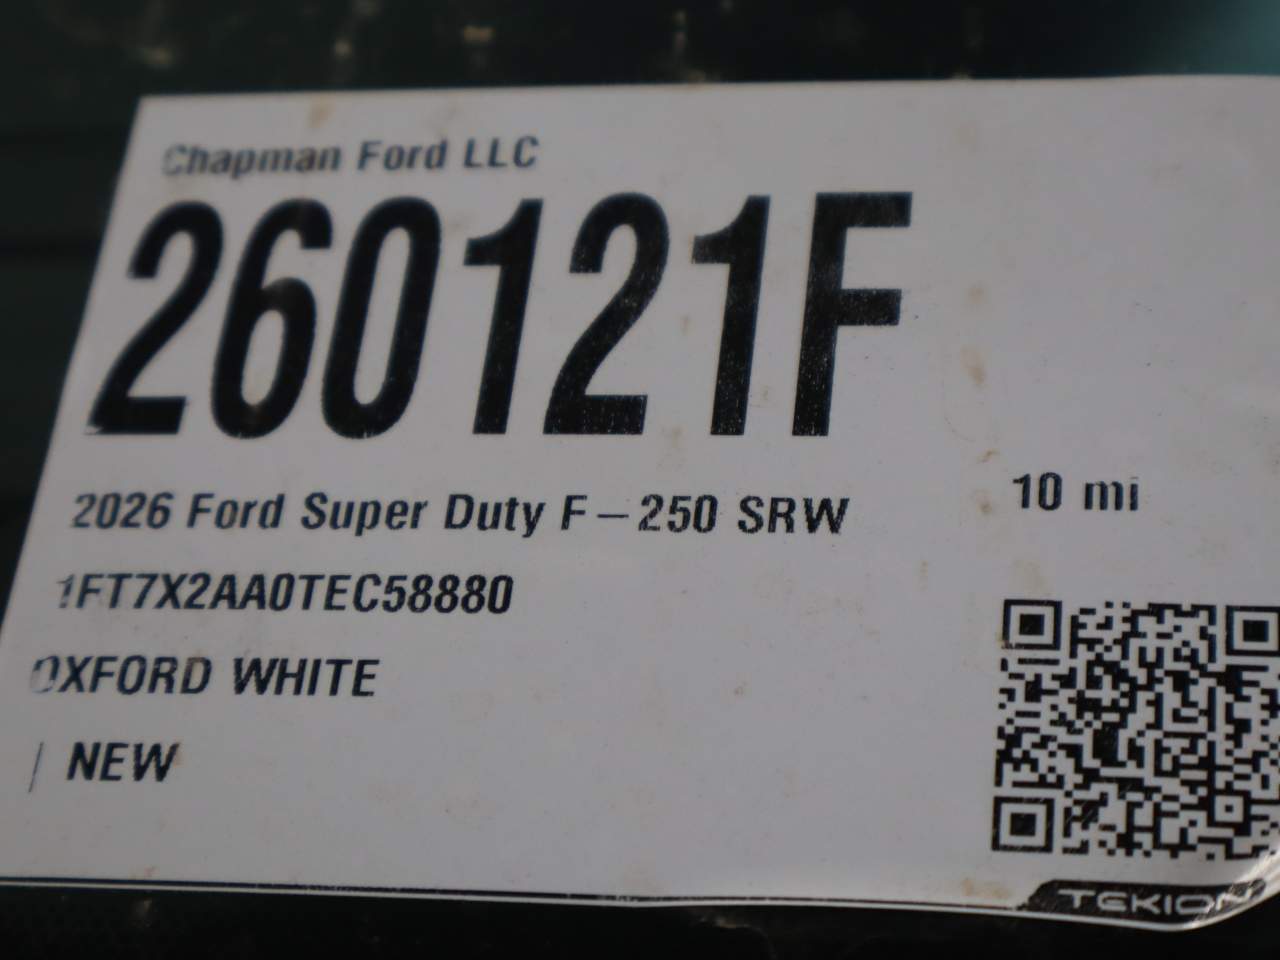 Chapman Ford LLC
260121F
2026 Ford Super Duty F-250 SRW
10 mi
1FT7X2AA0TEC58880
OXFORD WHITE
| NEW
TEKION